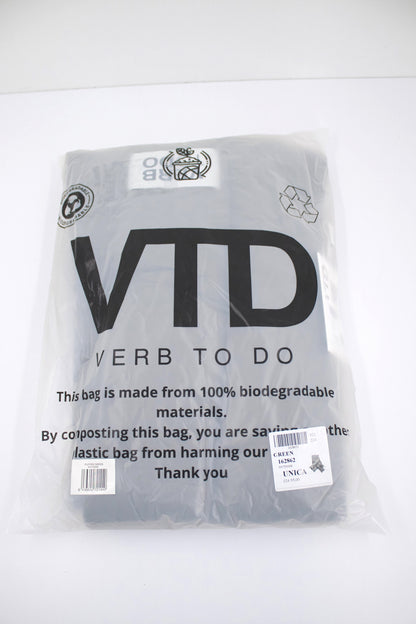 VTD
VERB TO DO
This bag is made from 100% biodegradable
materials.
By composting this bag, you are saving
plastic bag from harming our
Thank you
GREEN
162862
UNICA